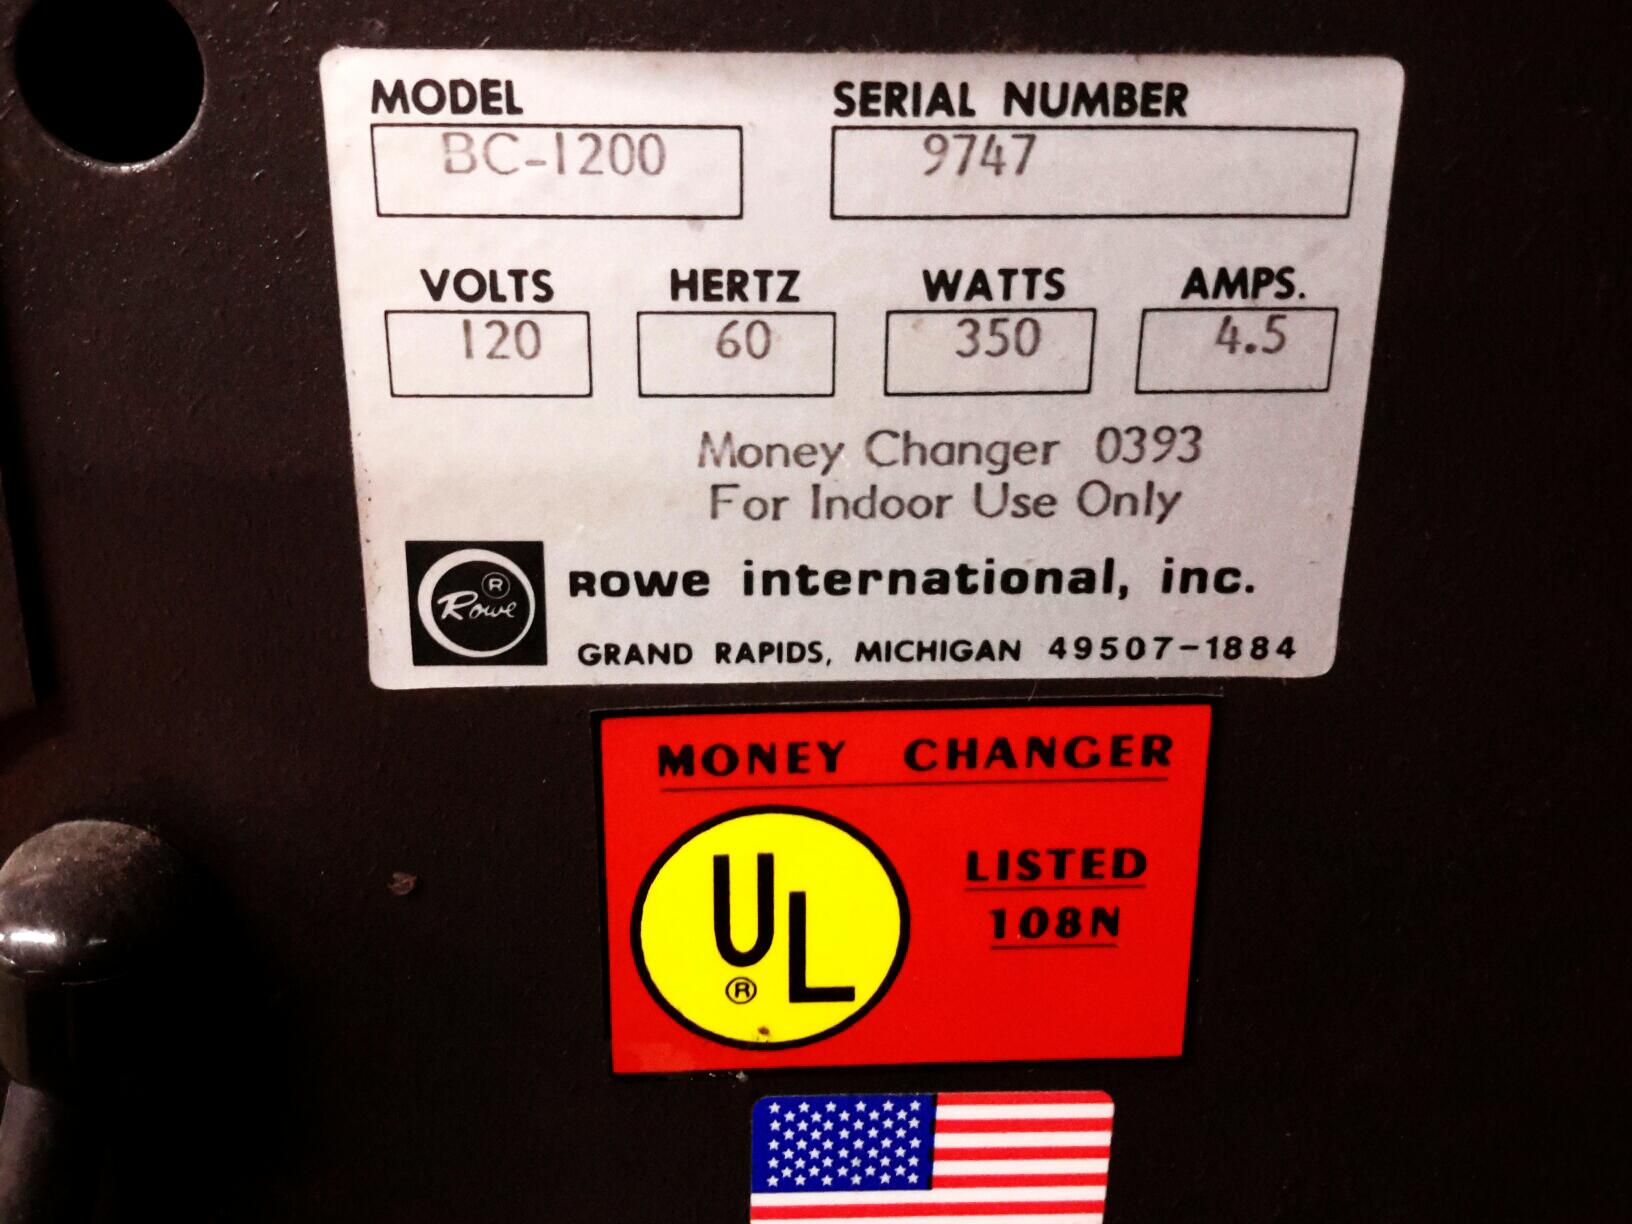 MODEL SERIAL NUMBER
BC-1200 9747
VOLTS HERTZ WATTS AMPS.
120 60 350 4.5
Money Changer 0393
For Indoor Use Only
Rowe ®
ROWe international, inc.
GRAND RAPIDS, MICHIGAN 49507-1884
MONEY CHANGER
UL ®
LISTED
108N